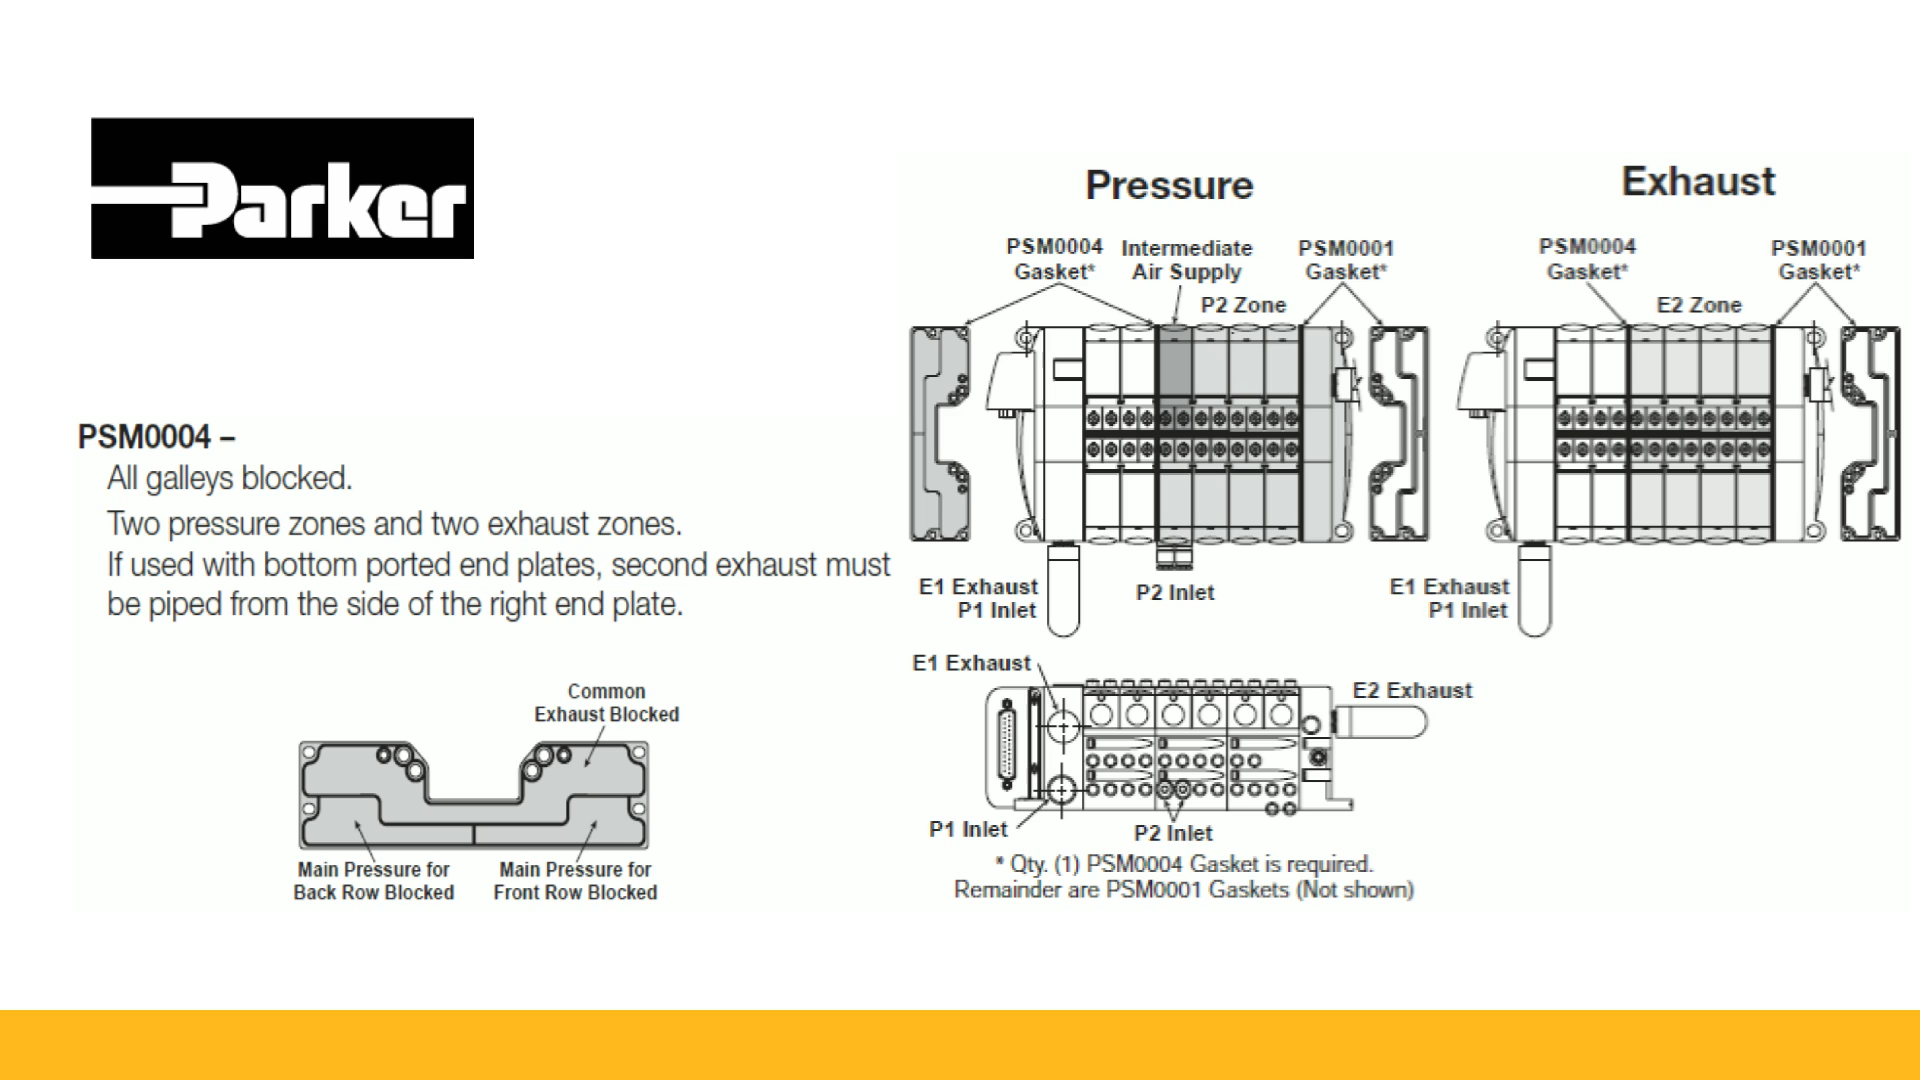 Parker
PSM0004 –
All galleys blocked.
Two pressure zones and two exhaust zones.
If used with bottom ported end plates, second exhaust must
be piped from the side of the right end plate.
Common
Exhaust Blocked
Main Pressure for
Back Row Blocked
Main Pressure for
Front Row Blocked
Pressure
PSM0004
Gasket*
Intermediate
Air Supply
PSM0001
Gasket*
P2 Zone
E1 Exhaust
P1 Inlet
P2 Inlet
Exhaust
PSM0004
Gasket*
PSM0001
Gasket*
E2 Zone
E1 Exhaust
P1 Inlet
E1 Exhaust
E2 Exhaust
P1 Inlet
P2 Inlet
* Qty. (1) PSM0004 Gasket is required.
Remainder are PSM0001 Gaskets (Not shown)